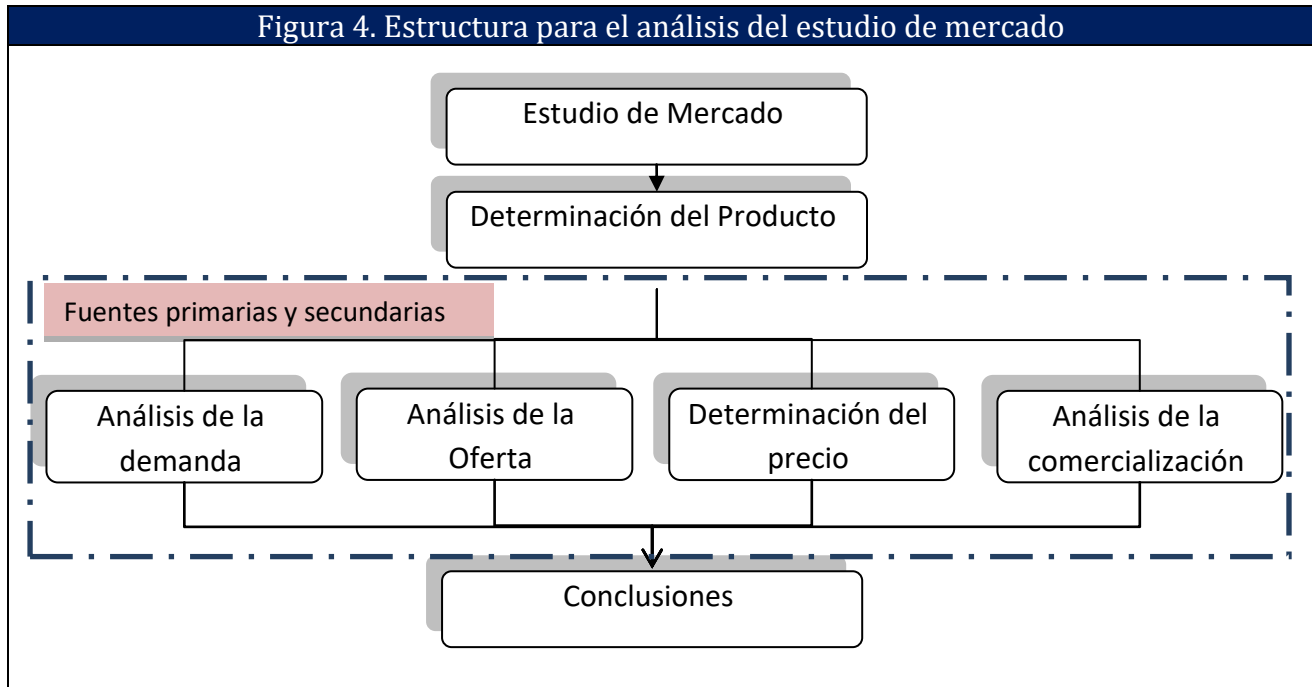 Figura 4. Estructura para el análisis del estudio de mercado
Estudio de Mercado
Determinación del Producto
Fuentes primarias y secundarias
Análisis de la
demanda
Análisis de la
Oferta
Determinación del
precio
Análisis de la
comercialización
Conclusiones